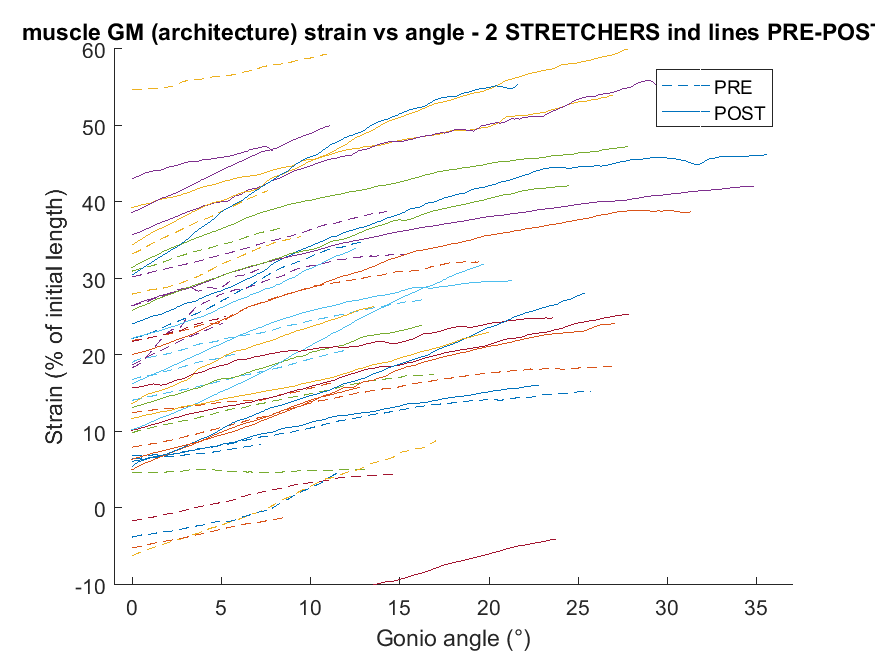 muscle GM (architecture) strain vs angle - 2 STRETCHERS ind lines PRE-POST
60
50
40
30
20
10
0
-10
Strain (% of initial length)
PRE
POST
0 5 10 15 20 25 30 35
Gonio angle (°)